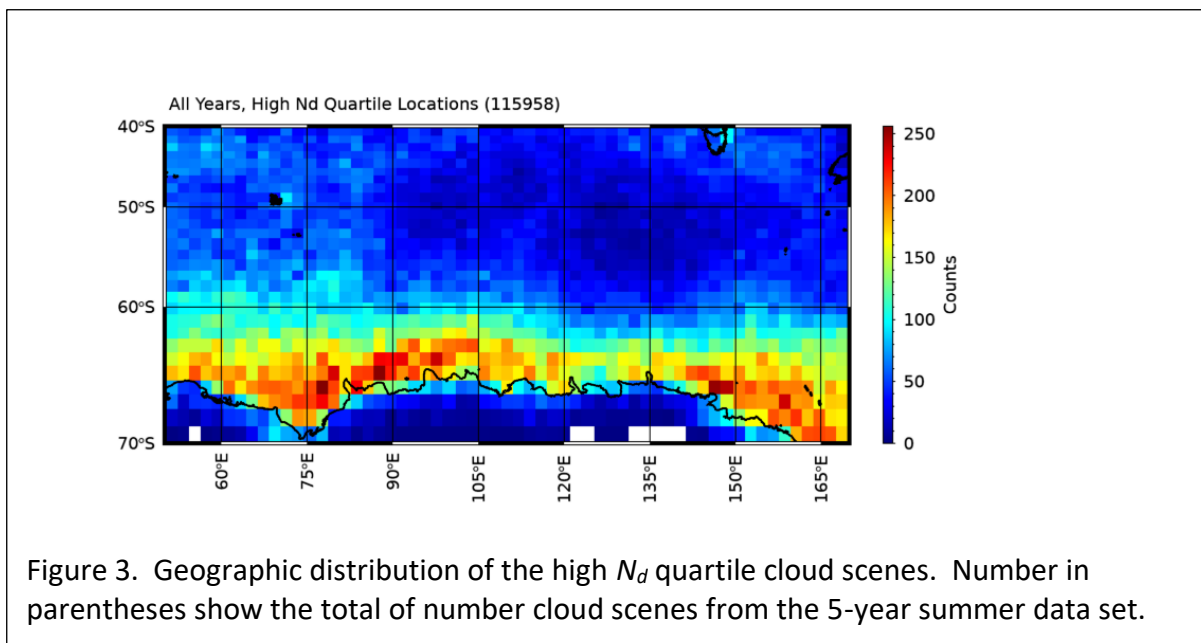 All Years, High Nd Quartile Locations (115958)
40°S
50°S
60°S
70°S
60°E
75°E
90°E
105°E
120°E
135°E
150°E
165°E
250
200
150
100
50
0
Counts
Figure 3.  Geographic distribution of the high Nd quartile cloud scenes.  Number in
parentheses show the total of number cloud scenes from the 5-year summer data set.